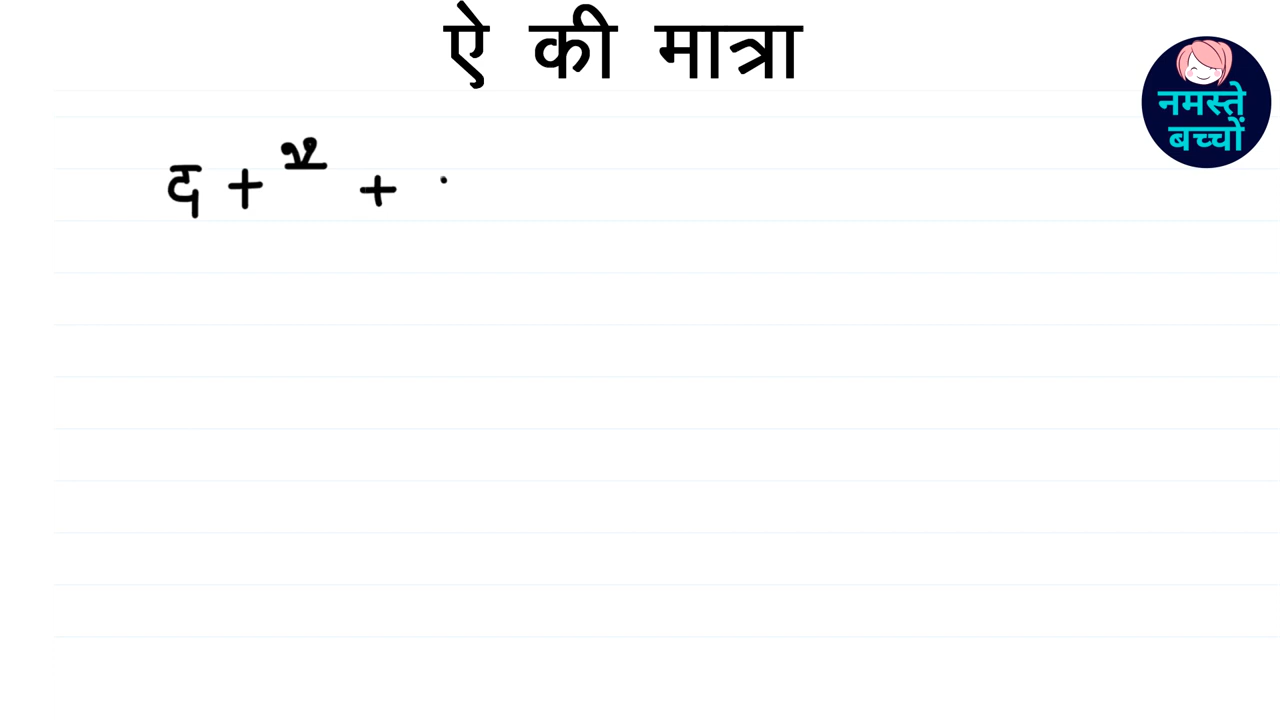 ऐ की मात्रा
नमस्ते
बच्चों
द + ै +